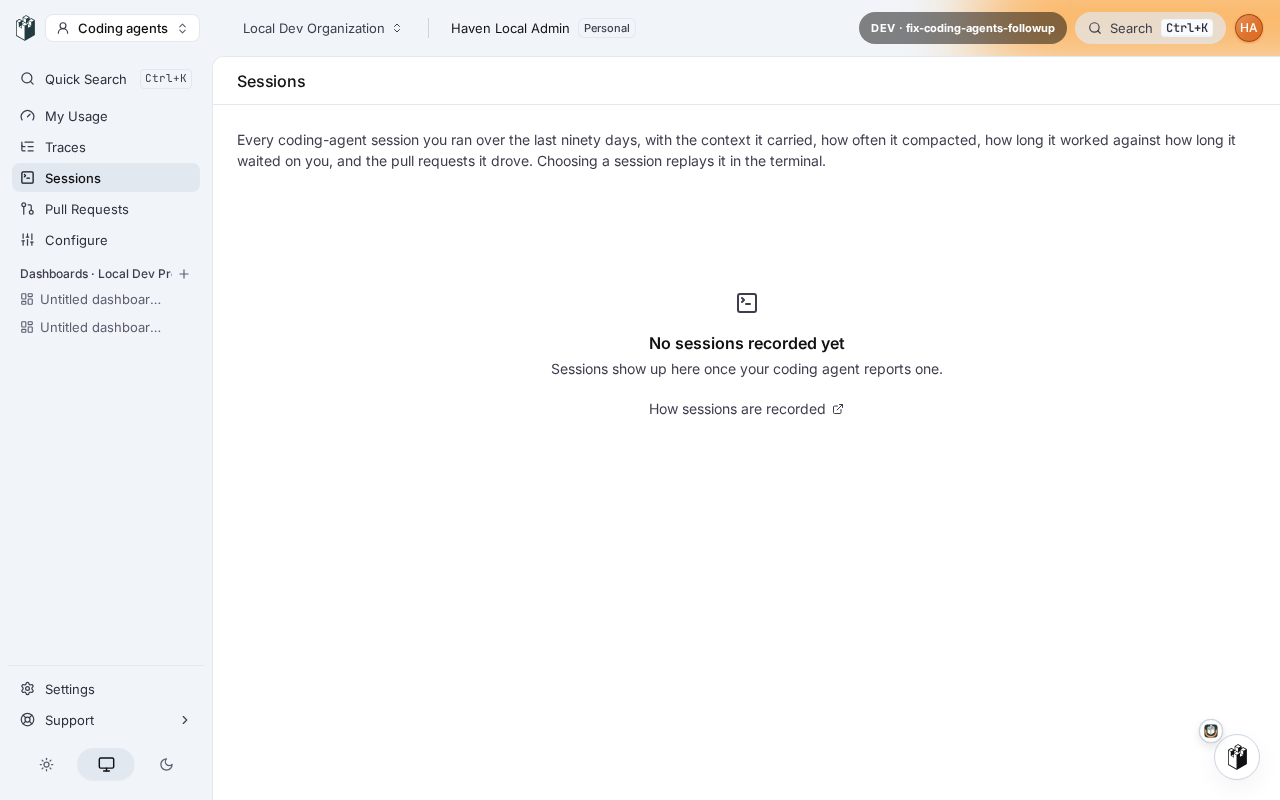 Coding agents
Local Dev Organization
Haven Local Admin
Personal
DEV · fix-coding-agents-followup
Search
Ctrl+K
HA
Quick Search
Ctrl+K
My Usage
Traces
Sessions
Pull Requests
Configure
Dashboards · Local Dev Pr
Untitled dashboar...
Untitled dashboar...
Settings
Support
Sessions
Every coding-agent session you ran over the last ninety days, with the context it carried, how often it compacted, how long it worked against how long it
waited on you, and the pull requests it drove. Choosing a session replays it in the terminal.
No sessions recorded yet
Sessions show up here once your coding agent reports one.
How sessions are recorded